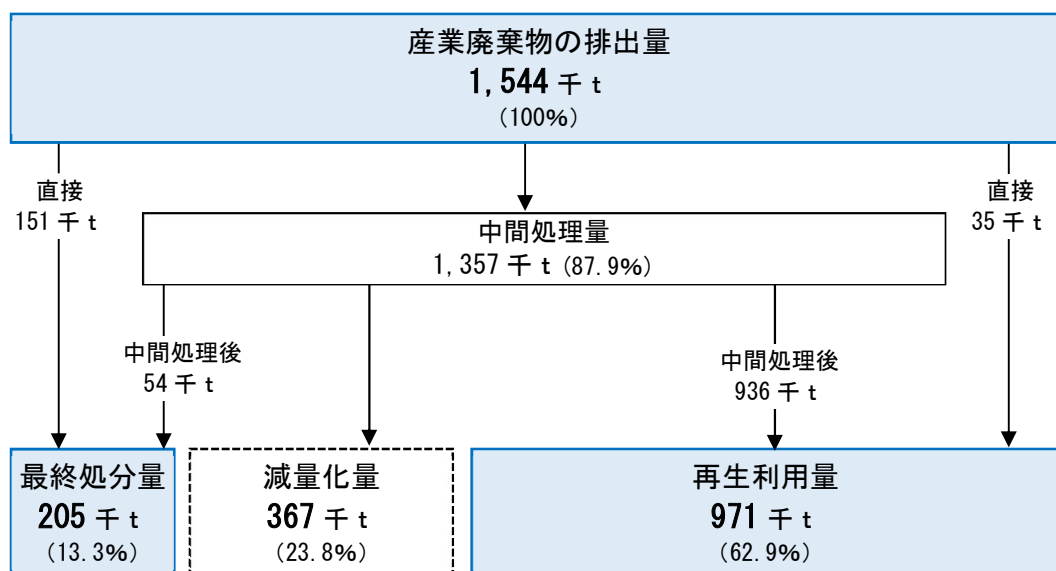 産業廃棄物の排出量
1,544 千 t
（100%）
直接
151 千 t
直接
35 千 t
中間処理量
1,357 千 t (87.9%)
中間処理後
54 千 t
中間処理後
936 千 t
最終処分量
205 千 t
（13.3%）
減量化量
367 千 t
（23.8%）
再生利用量
971 千 t
（62.9%）